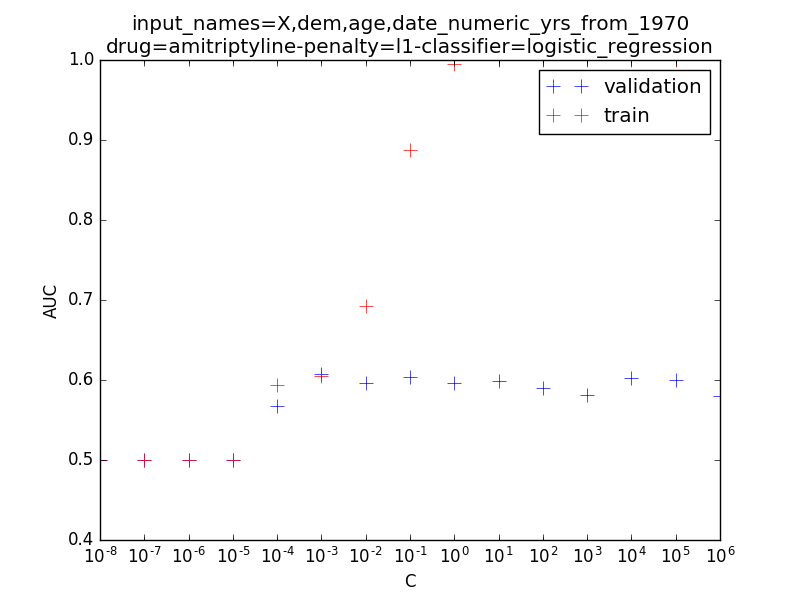 input_names=X,dem,age,date_numeric_yrs_from_1970
drug=amitriptyline-penalty=l1-classifier=logistic_regression
validation
train
1.0
0.9
0.8
0.7
0.6
0.5
0.4
AUC
10⁻⁸ 10⁻⁷ 10⁻⁶ 10⁻⁵ 10⁻⁴ 10⁻³ 10⁻² 10⁻¹ 10⁰ 10¹ 10² 10³ 10⁴ 10⁵ 10⁶
C